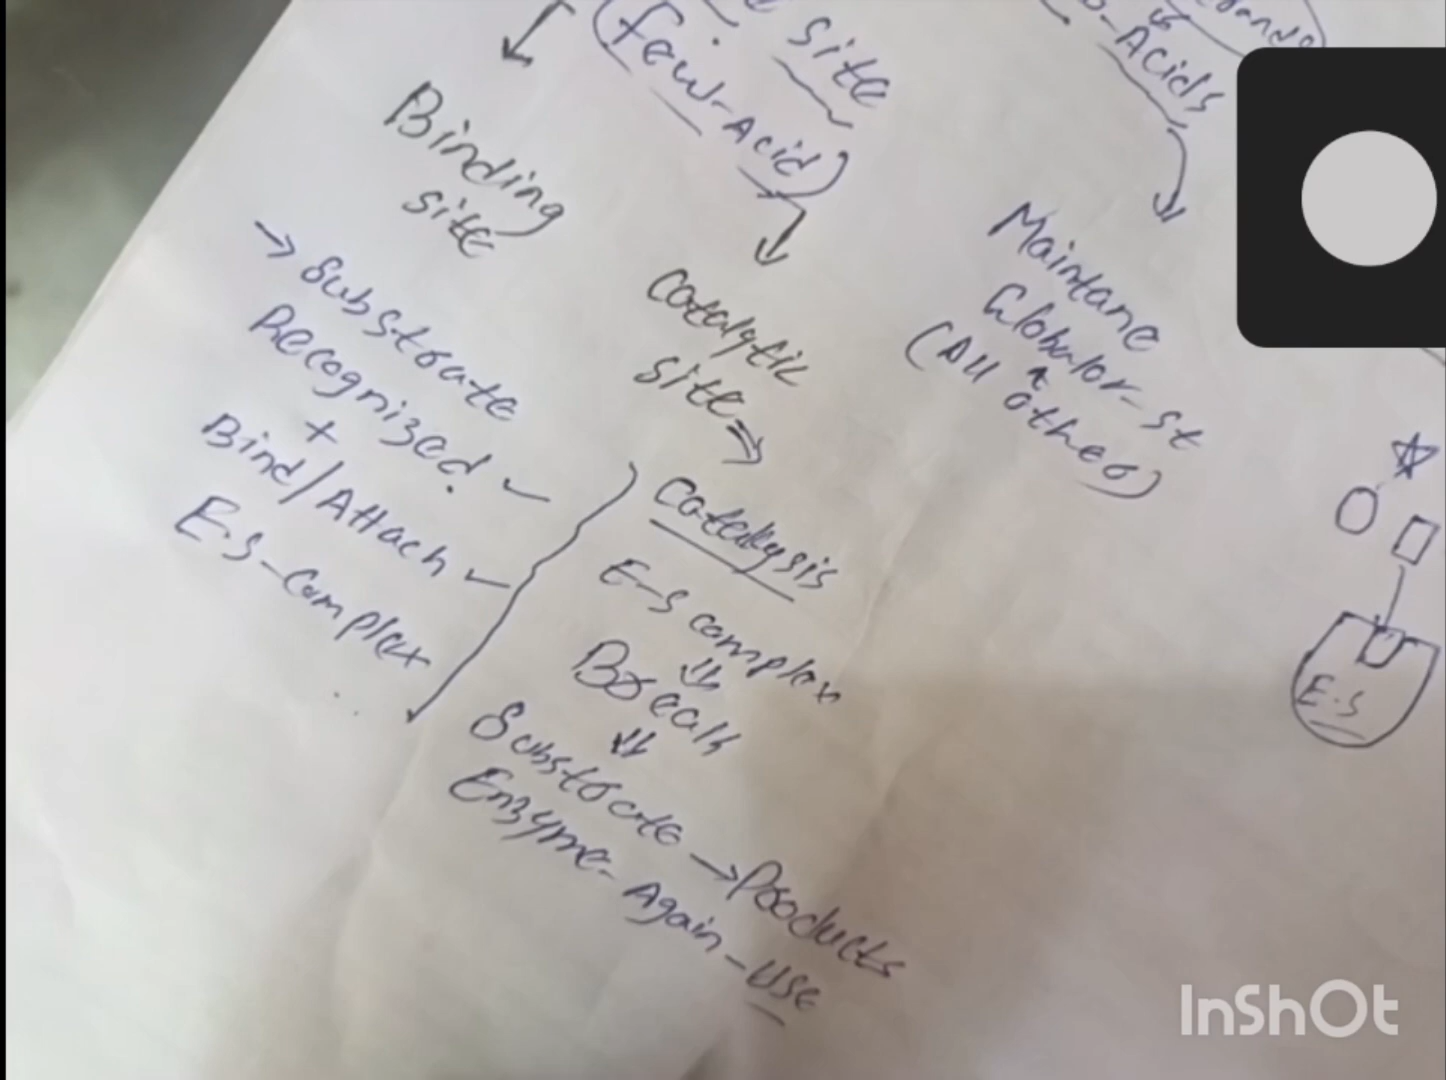 site
(few-Acid)
Binding
site
→ Substrate
Recognized.
+
Bind/Attach
E.S-Complex
Catalytic
site
Catalysis
E-S complex
Break
Substrate → Products
Enzyme-Again-Use
-Acids
Maintane
Globular-st
(All other)
E.S
InShOt